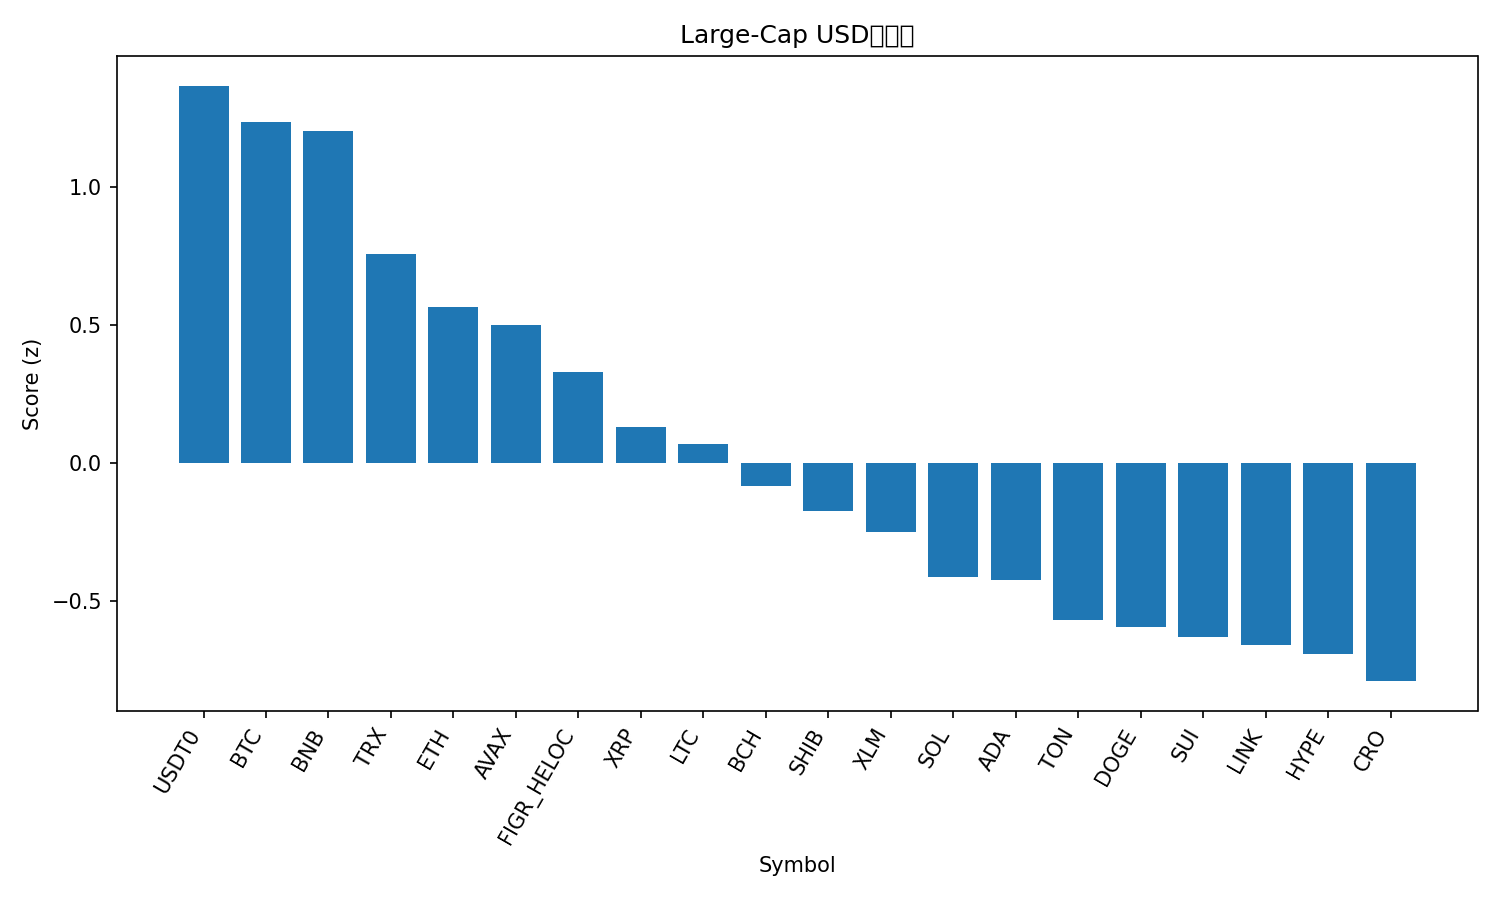 Large-Cap USD
Score (z)
1.0
0.5
0.0
−0.5
USDT0
BTC
BNB
TRX
ETH
AVAX
FIGR_HELOC
XRP
LTC
BCH
SHIB
XLM
SOL
ADA
TON
DOGE
SUI
LINK
HYPE
CRO
Symbol